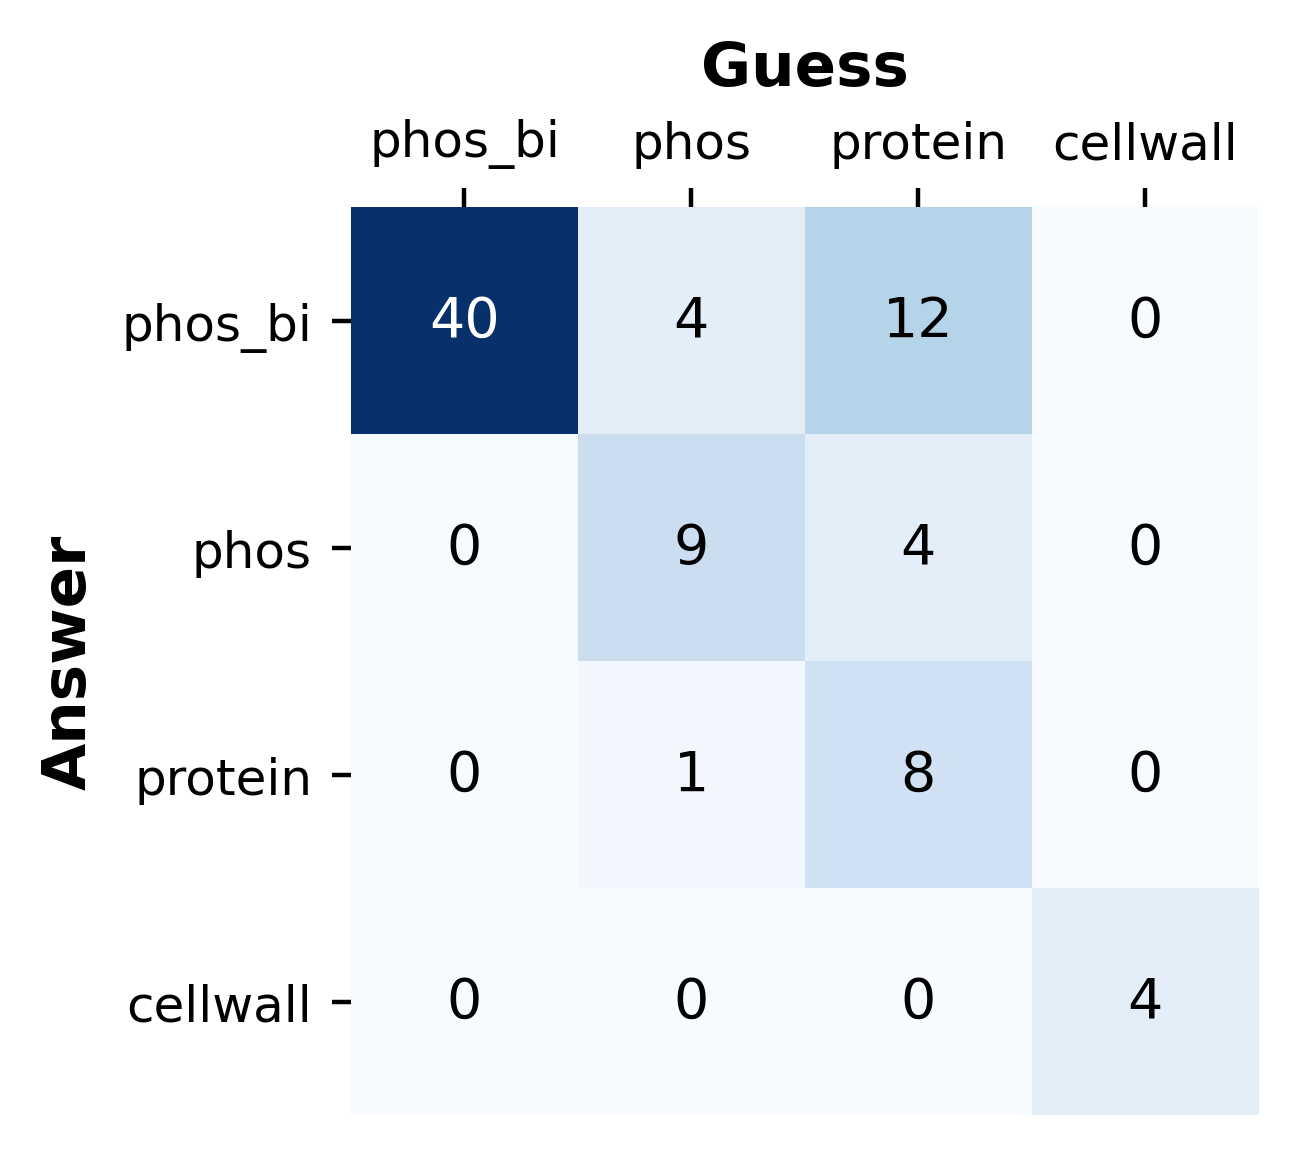 Guess
phos_bi phos protein cellwall
phos_bi 40 4 12 0
phos 0 9 4 0
protein 0 1 8 0
cellwall 0 0 0 4
Answer